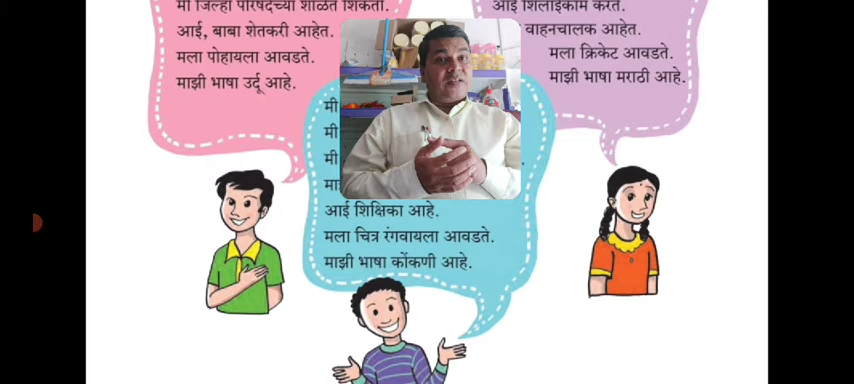 मी जिल्हा परिषदेच्या शाळेत शिकतो.
आई, बाबा शेतकरी आहेत.
मला पोहायला आवडते.
माझी भाषा उर्दू आहे.
आई शिलाईकाम करते.
वाहनचालक आहेत.
मला क्रिकेट आवडते.
माझी भाषा मराठी आहे.
मी
मी
मी
आई शिक्षिका आहे.
मला चित्र रंगवायला आवडते.
माझी भाषा कोंकणी आहे.